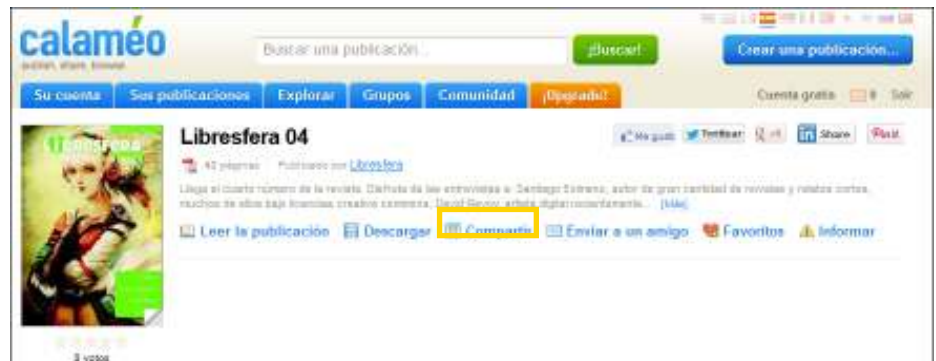 calaméo
publish, share, browse
Buscar una publicación...
¡Buscar!
Crear una publicación...
Su cuenta
Sus publicaciones
Explorar
Grupos
Comunidad
¡Upgrade!
Cuenta gratis
0
Salir
Libresfera 04
Me gusta
Twittear
+1
Share
Pin it
42 páginas
Publicado por Libresfera
Llega el cuarto número de la revista. Disfruta de las entrevistas a: Santiago Eximeno, autor de gran cantidad de novelas y relatos cortos,
muchos de ellos bajo licencias creative commons, David Revoy, artista digital recientemente... [Más]
Leer la publicación
Descargar
Compartir
Enviar a un amigo
Favoritos
Informar
3 votos